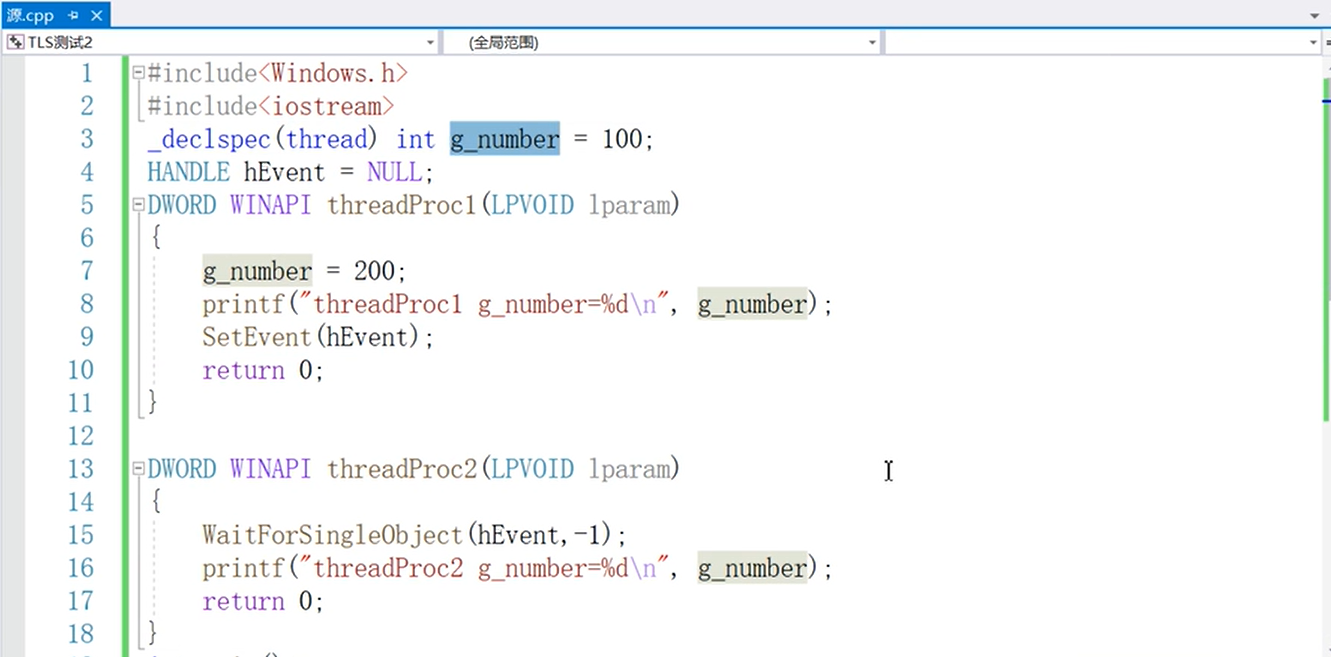 源.cpp
TLS测试2
(全局范围)
1 #include<Windows.h>
2 #include<iostream>
3 _declspec(thread) int g_number = 100;
4 HANDLE hEvent = NULL;
5 DWORD WINAPI threadProc1(LPVOID lparam)
6 {
7 g_number = 200;
8 printf("threadProc1 g_number=%d\n", g_number);
9 SetEvent(hEvent);
10 return 0;
11 }
12
13 DWORD WINAPI threadProc2(LPVOID lparam)
14 {
15 WaitForSingleObject(hEvent,-1);
16 printf("threadProc2 g_number=%d\n", g_number);
17 return 0;
18 }